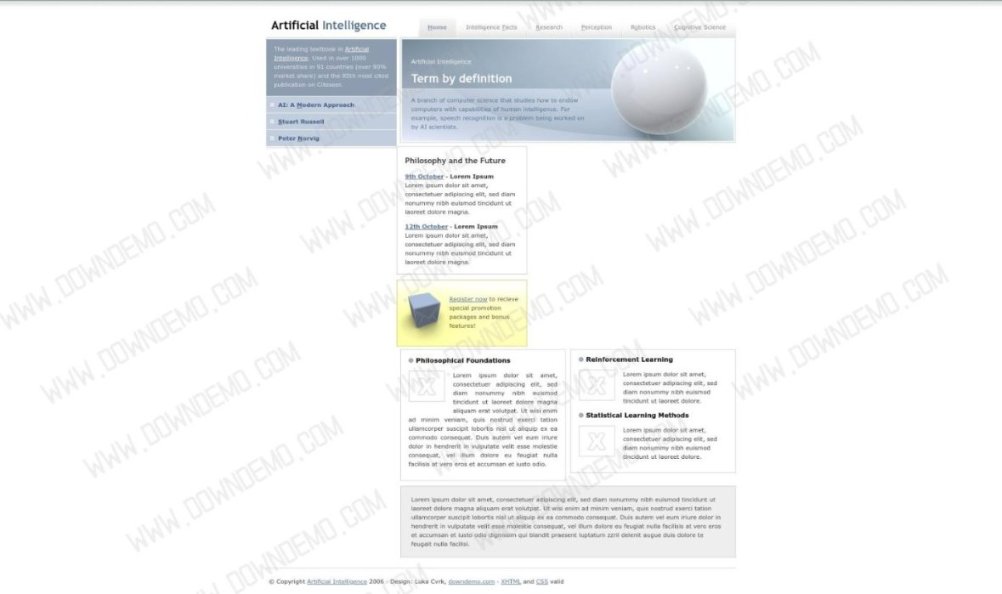 Artificial Intelligence
Home Intelligence Facts Research Perception Robotics Cognitive Science
The leading textbook in Artificial
Intelligence. Used in over 1000
universities in 91 countries (over 90%
market share) and the 85th most cited
publication on Citeseer.
AI: A Modern Approach
Stuart Russell
Peter Norvig
Artificial Intelligence
Term by definition
A branch of computer science that studies how to endow
computers with capabilities of human intelligence. For
example, speech recognition is a problem being worked on
by AI scientists.
Philosophy and the Future
9th October - Lorem Ipsum
Lorem ipsum dolor sit amet,
consectetuer adipiscing elit, sed diam
nonummy nibh euismod tincidunt ut
laoreet dolore magna.
12th October - Lorem Ipsum
Lorem ipsum dolor sit amet,
consectetuer adipiscing elit, sed diam
nonummy nibh euismod tincidunt ut
laoreet dolore magna.
Register now to recieve
special promotion
packages and bonus
features!
Philosophical Foundations
Lorem ipsum dolor sit amet,
consectetuer adipiscing elit, sed
diam nonummy nibh euismod
tincidunt ut laoreet dolore magna
aliquam erat volutpat. Ut wisi enim
ad minim veniam, quis nostrud exerci tation
ullamcorper suscipit lobortis nisl ut aliquip ex ea
commodo consequat. Duis autem vel eum iriure
dolor in hendrerit in vulputate velit esse molestie
consequat, vel illum dolore eu feugiat nulla
facilisis at vero eros et accumsan et iusto odio.
Reinforcement Learning
Lorem ipsum dolor sit amet,
consectetuer adipiscing elit, sed
diam nonummy nibh euismod
tincidunt ut laoreet dolore.
Statistical Learning Methods
Lorem ipsum dolor sit amet,
consectetuer adipiscing elit, sed
diam nonummy nibh euismod
tincidunt ut laoreet dolore.
Lorem ipsum dolor sit amet, consectetuer adipiscing elit, sed diam nonummy nibh euismod tincidunt ut
laoreet dolore magna aliquam erat volutpat. Ut wisi enim ad minim veniam, quis nostrud exerci tation
ullamcorper suscipit lobortis nisl ut aliquip ex ea commodo consequat. Duis autem vel eum iriure dolor in
hendrerit in vulputate velit esse molestie consequat, vel illum dolore eu feugiat nulla facilisis at vero eros
et accumsan et iusto odio dignissim qui blandit praesent luptatum zzril delenit augue duis dolore te
feugait nulla facilisi.
© Copyright Artificial Intelligence 2006 - Design: Luka Cvrk, downdemo.com - XHTML and CSS valid
WWW.DOWNDEMO.COM